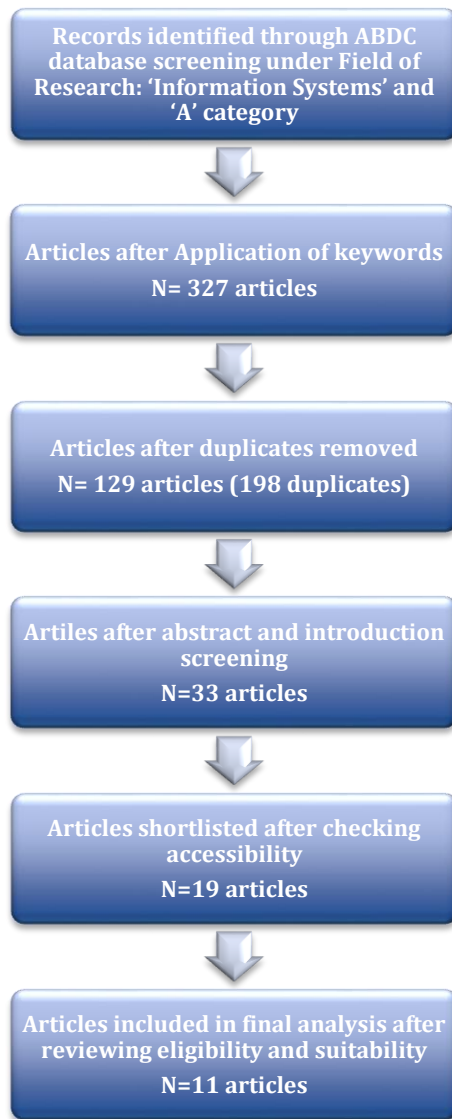 Records identified through ABDC
database screening under Field of
Research: ‘Information Systems’ and
‘A’ category
Articles after Application of keywords
N= 327 articles
Articles after duplicates removed
N= 129 articles (198 duplicates)
Artiles after abstract and introduction
screening
N=33 articles
Articles shortlisted after checking
accessibility
N=19 articles
Articles included in final analysis after
reviewing eligibility and suitability
N=11 articles